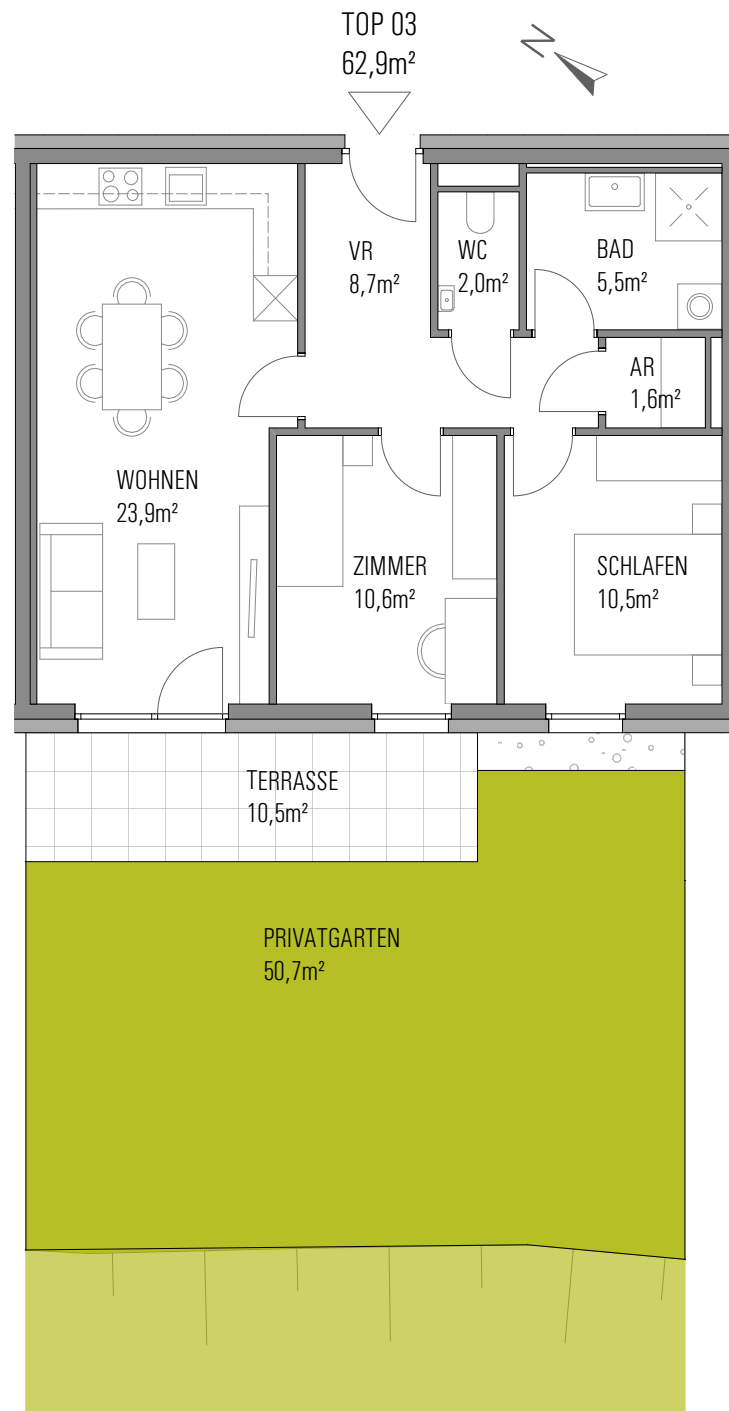 TOP 03
62,9m²
N
VR
8,7m²
WC
2,0m²
BAD
5,5m²
AR
1,6m²
WOHNEN
23,9m²
ZIMMER
10,6m²
SCHLAFEN
10,5m²
TERRASSE
10,5m²
PRIVATGARTEN
50,7m²